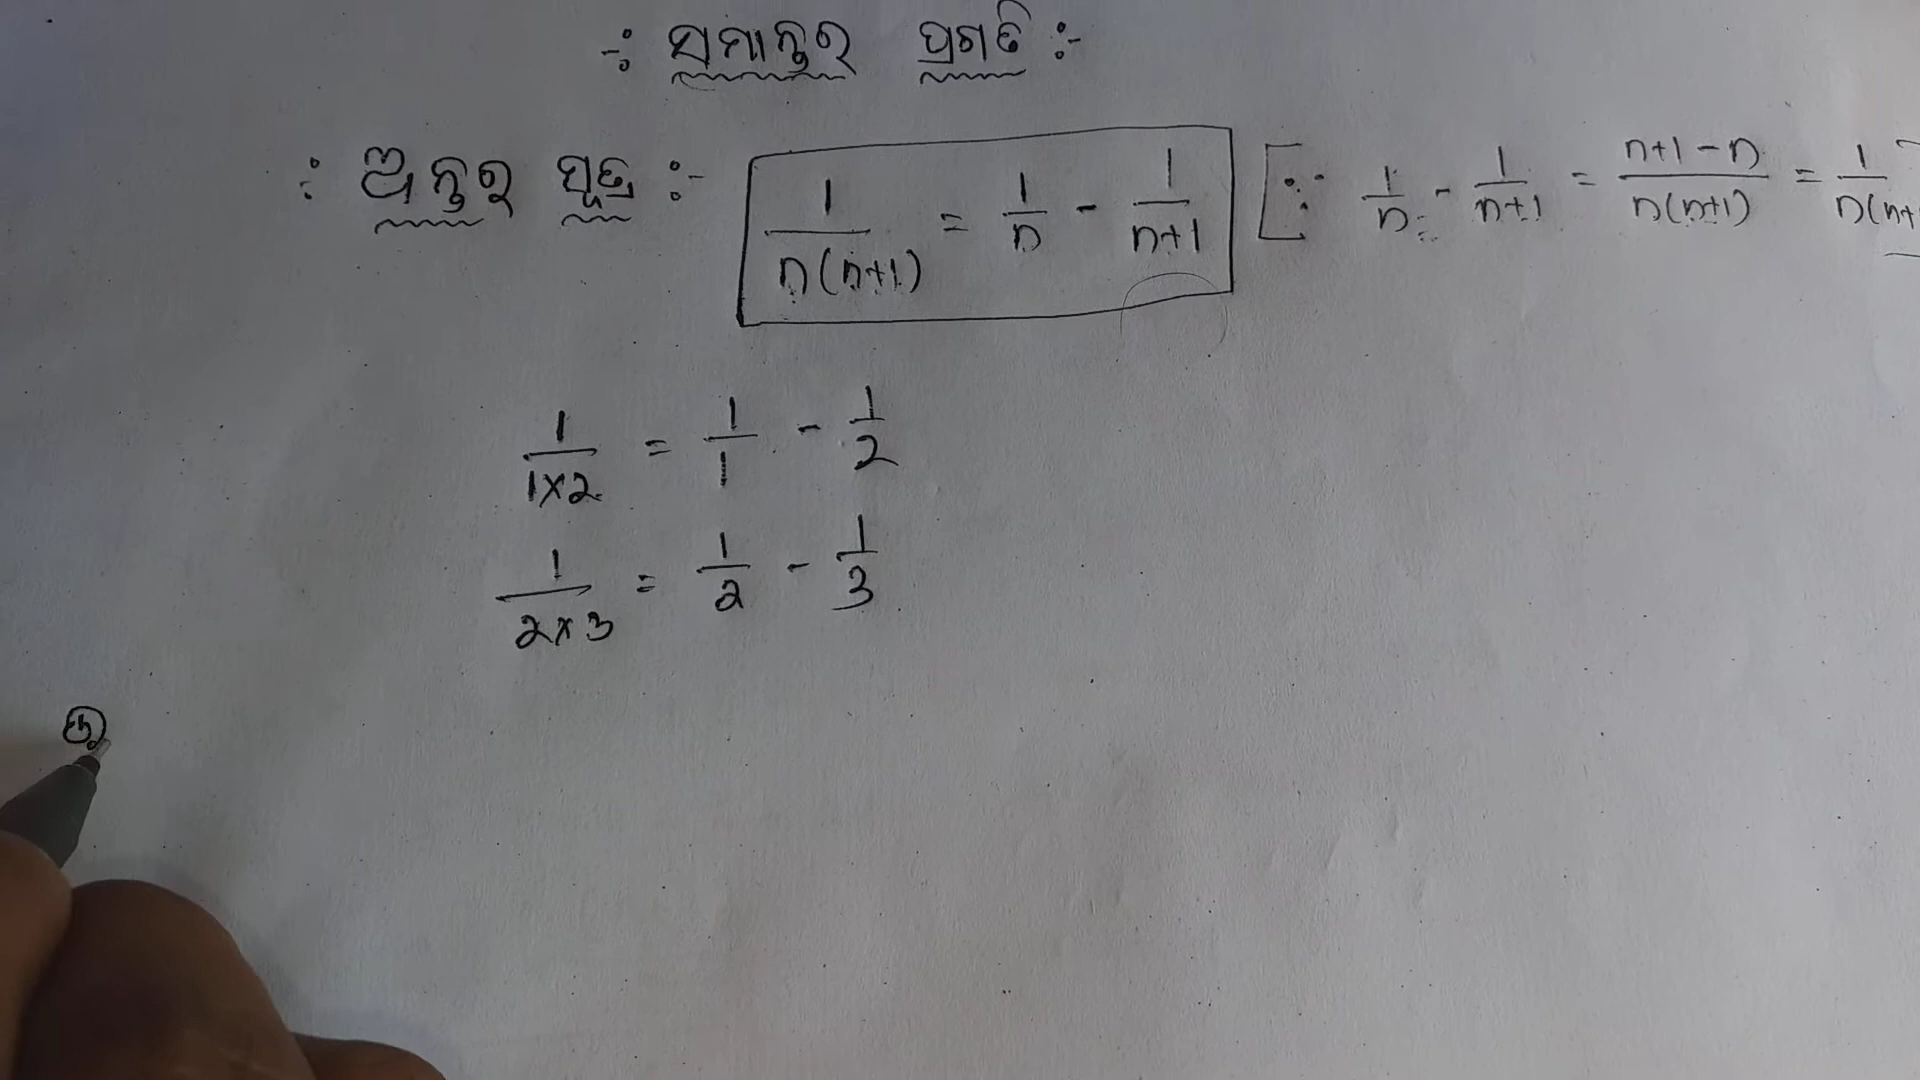 -: ସମାନ୍ତର ପ୍ରଗତି :-
: ଅନ୍ତର ସୂତ୍ର :- 1/n(n+1) = 1/n - 1/n+1 [∵ 1/n - 1/n+1 = n+1-n/n(n+1) = 1/n(n+
1/1×2 = 1/1 - 1/2
1/2×3 = 1/2 - 1/3